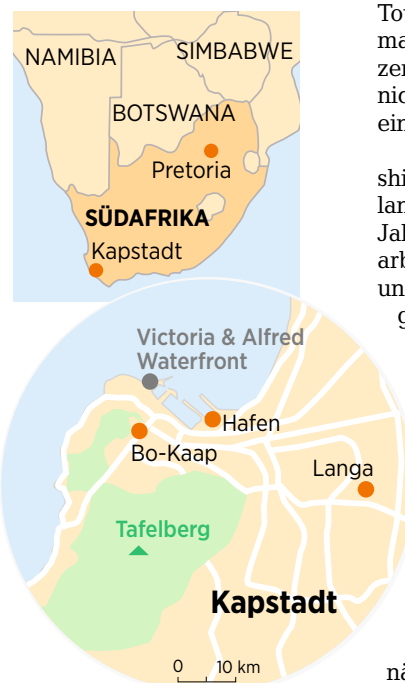 NAMIBIA
SIMBABWE
BOTSWANA
Pretoria
SÜDAFRIKA
Kapstadt
Victoria & Alfred
Waterfront
Hafen
Bo-Kaap
Langa
Tafelberg
Kapstadt
0 10 km